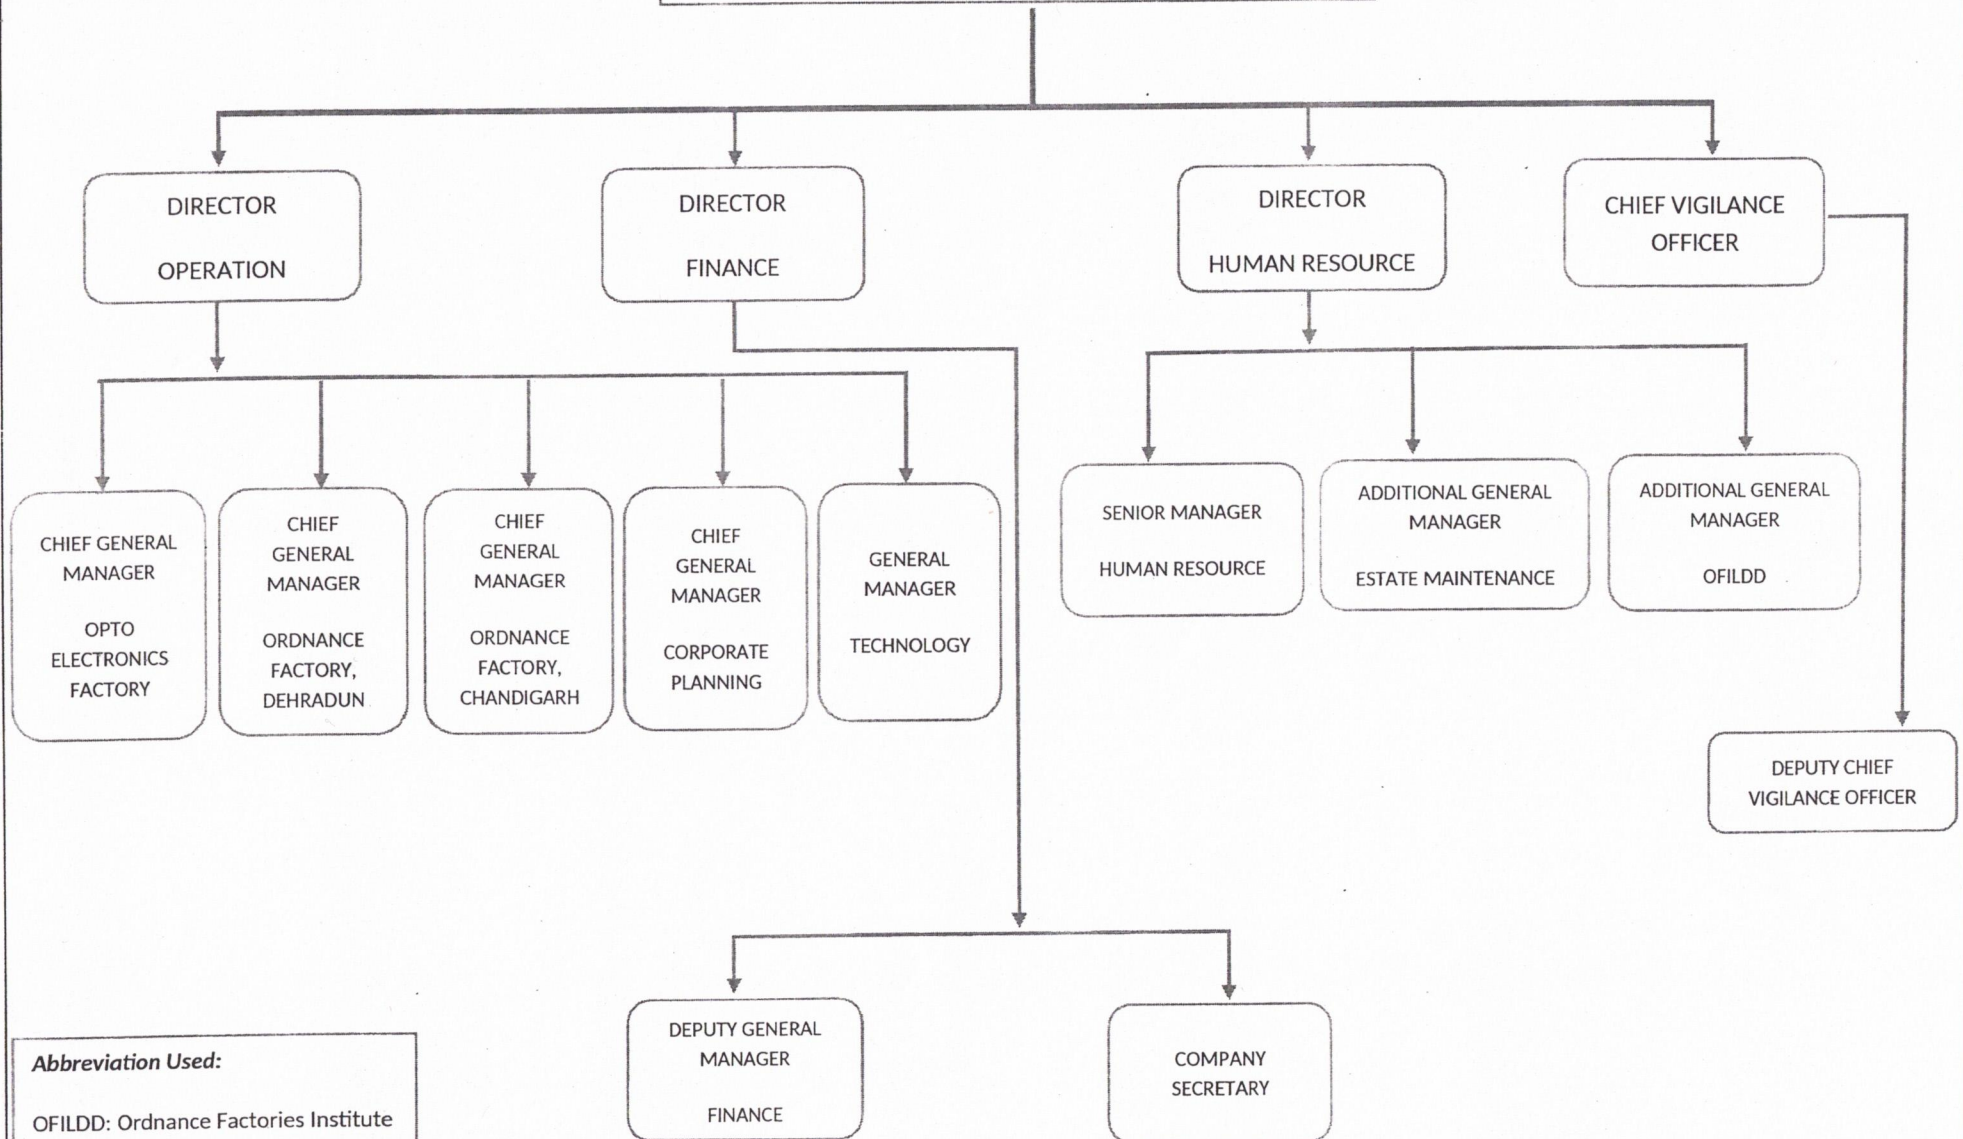 DIRECTOR
OPERATION
DIRECTOR
FINANCE
DIRECTOR
HUMAN RESOURCE
CHIEF VIGILANCE
OFFICER
CHIEF GENERAL
MANAGER
OPTO
ELECTRONICS
FACTORY
CHIEF
GENERAL
MANAGER
ORDNANCE
FACTORY,
DEHRADUN
CHIEF
GENERAL
MANAGER
ORDNANCE
FACTORY,
CHANDIGARH
CHIEF
GENERAL
MANAGER
CORPORATE
PLANNING
GENERAL
MANAGER
TECHNOLOGY
SENIOR MANAGER
HUMAN RESOURCE
ADDITIONAL GENERAL
MANAGER
ESTATE MAINTENANCE
ADDITIONAL GENERAL
MANAGER
OFILDD
DEPUTY CHIEF
VIGILANCE OFFICER
DEPUTY GENERAL
MANAGER
FINANCE
COMPANY
SECRETARY
Abbreviation Used:
OFILDD: Ordnance Factories Institute